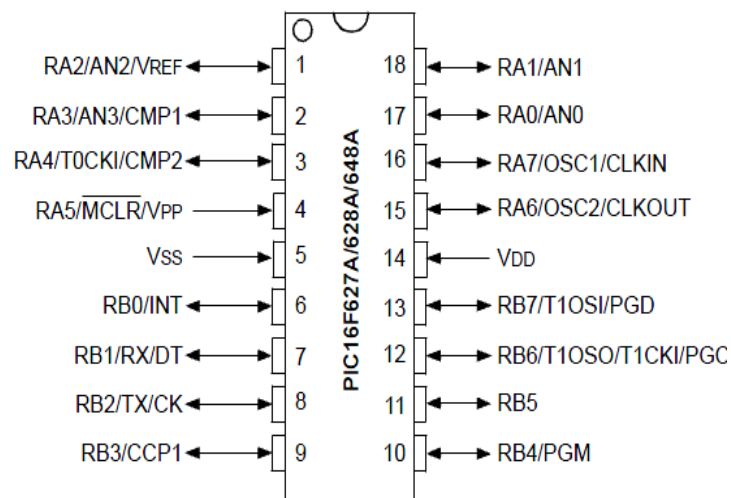 RA2/AN2/VREF 1 18 RA1/AN1
RA3/AN3/CMP1 2 17 RA0/AN0
RA4/T0CKI/CMP2 3 16 RA7/OSC1/CLKIN
RA5/MCLR/VPP 4 15 RA6/OSC2/CLKOUT
VSS 5 14 VDD
RB0/INT 6 13 RB7/T1OSI/PGD
RB1/RX/DT 7 12 RB6/T1OSO/T1CKI/PGC
RB2/TX/CK 8 11 RB5
RB3/CCP1 9 10 RB4/PGM
PIC16F627A/628A/648A